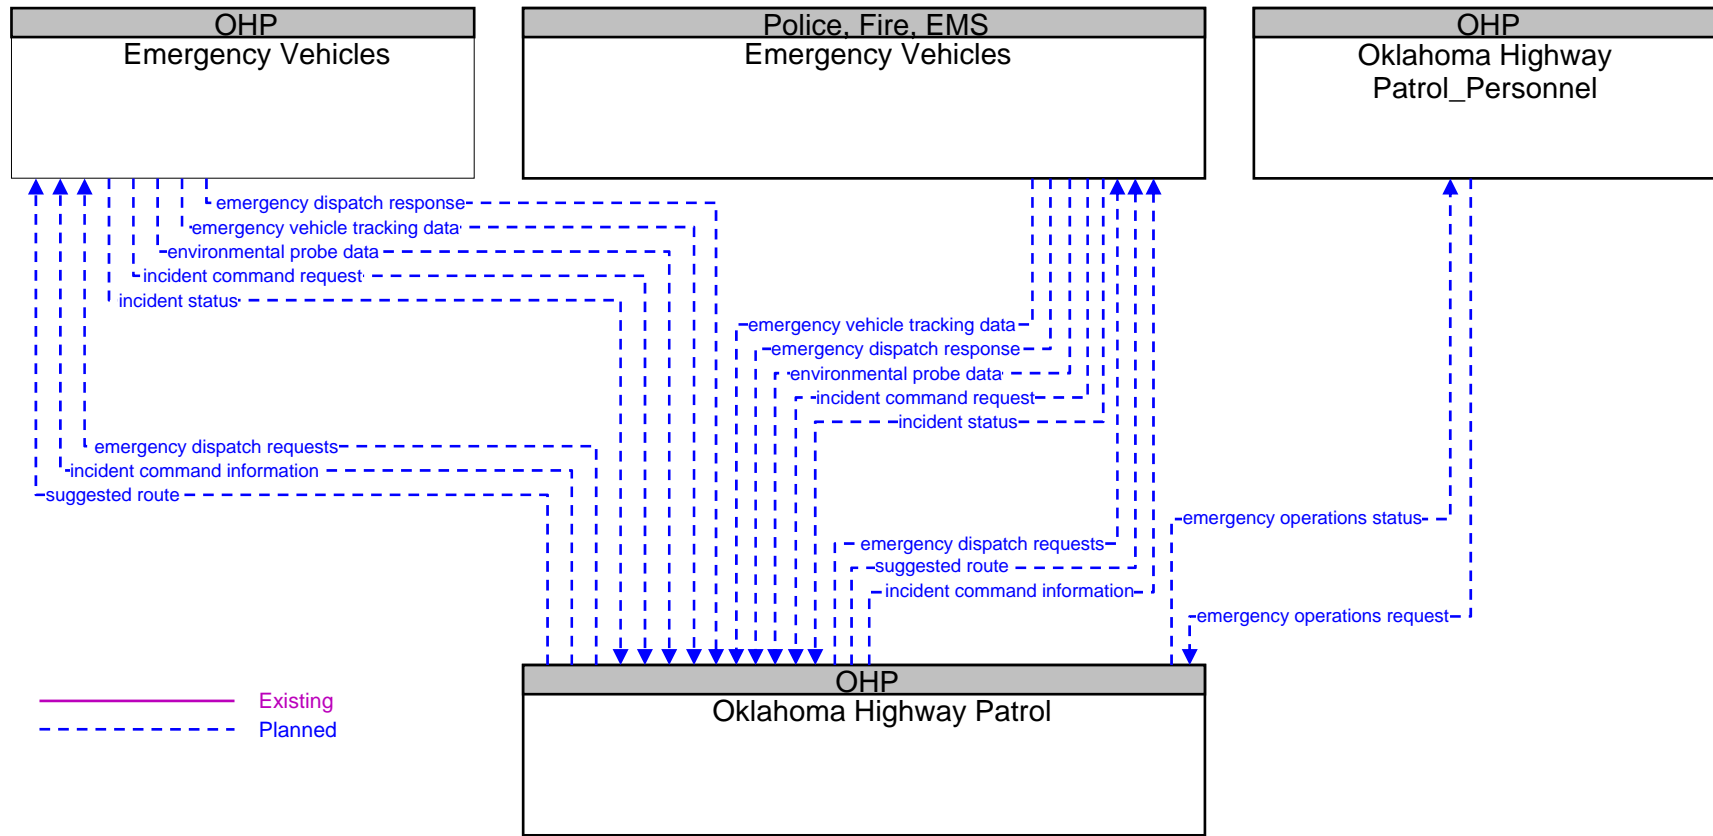 OHP
Emergency Vehicles
Police, Fire, EMS
Emergency Vehicles
OHP
Oklahoma Highway
Patrol_Personnel
emergency dispatch response
emergency vehicle tracking data
environmental probe data
incident command request
incident status
emergency vehicle tracking data
emergency dispatch response
environmental probe data
incident command request
incident status
emergency dispatch requests
incident command information
suggested route
emergency operations status
emergency dispatch requests
suggested route
incident command information
emergency operations request
OHP
Oklahoma Highway Patrol
Existing
Planned